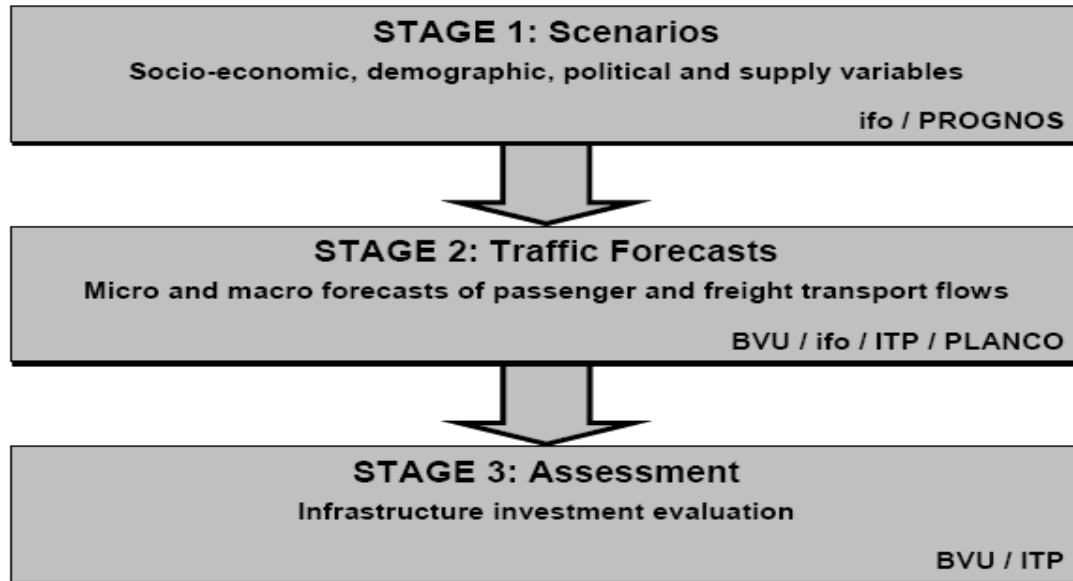 STAGE 1: Scenarios
Socio-economic, demographic, political and supply variables
ifo / PROGNOS
STAGE 2: Traffic Forecasts
Micro and macro forecasts of passenger and freight transport flows
BVU / ifo / ITP / PLANCO
STAGE 3: Assessment
Infrastructure investment evaluation
BVU / ITP